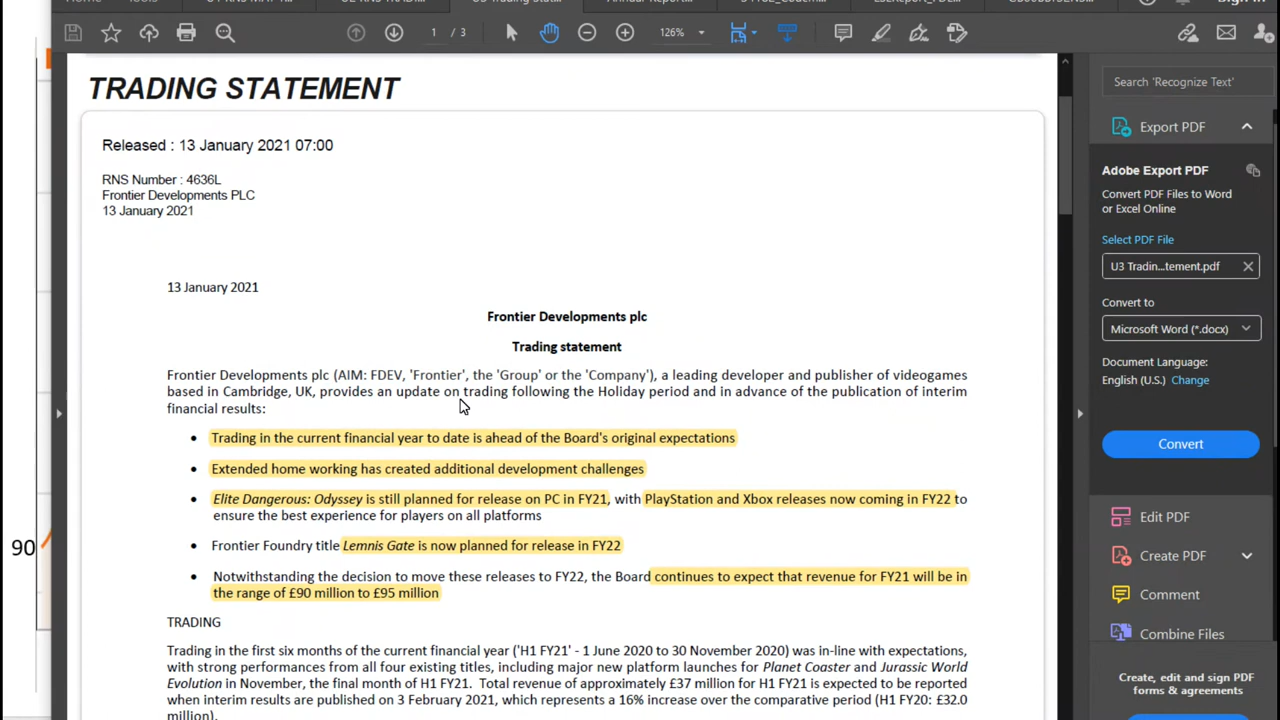 1 / 3
126%
TRADING STATEMENT
Released : 13 January 2021 07:00
RNS Number : 4636L
Frontier Developments PLC
13 January 2021
13 January 2021
Frontier Developments plc
Trading statement
Frontier Developments plc (AIM: FDEV, 'Frontier', the 'Group' or the 'Company'), a leading developer and publisher of videogames
based in Cambridge, UK, provides an update on trading following the Holiday period and in advance of the publication of interim
financial results:
• Trading in the current financial year to date is ahead of the Board's original expectations
• Extended home working has created additional development challenges
• Elite Dangerous: Odyssey is still planned for release on PC in FY21, with PlayStation and Xbox releases now coming in FY22 to
ensure the best experience for players on all platforms
• Frontier Foundry title Lemnis Gate is now planned for release in FY22
• Notwithstanding the decision to move these releases to FY22, the Board continues to expect that revenue for FY21 will be in
the range of £90 million to £95 million
TRADING
Trading in the first six months of the current financial year ('H1 FY21' - 1 June 2020 to 30 November 2020) was in-line with expectations,
with strong performances from all four existing titles, including major new platform launches for Planet Coaster and Jurassic World
Evolution in November, the final month of H1 FY21. Total revenue of approximately £37 million for H1 FY21 is expected to be reported
when interim results are published on 3 February 2021, which represents a 16% increase over the comparative period (H1 FY20: £32.0
million).
90
Search 'Recognize Text'
Export PDF
Adobe Export PDF
Convert PDF Files to Word
or Excel Online
Select PDF File
U3 Tradin...tement.pdf
Convert to
Microsoft Word (*.docx)
Document Language:
English (U.S.) Change
Convert
Edit PDF
Create PDF
Comment
Combine Files
Create, edit and sign PDF
forms & agreements